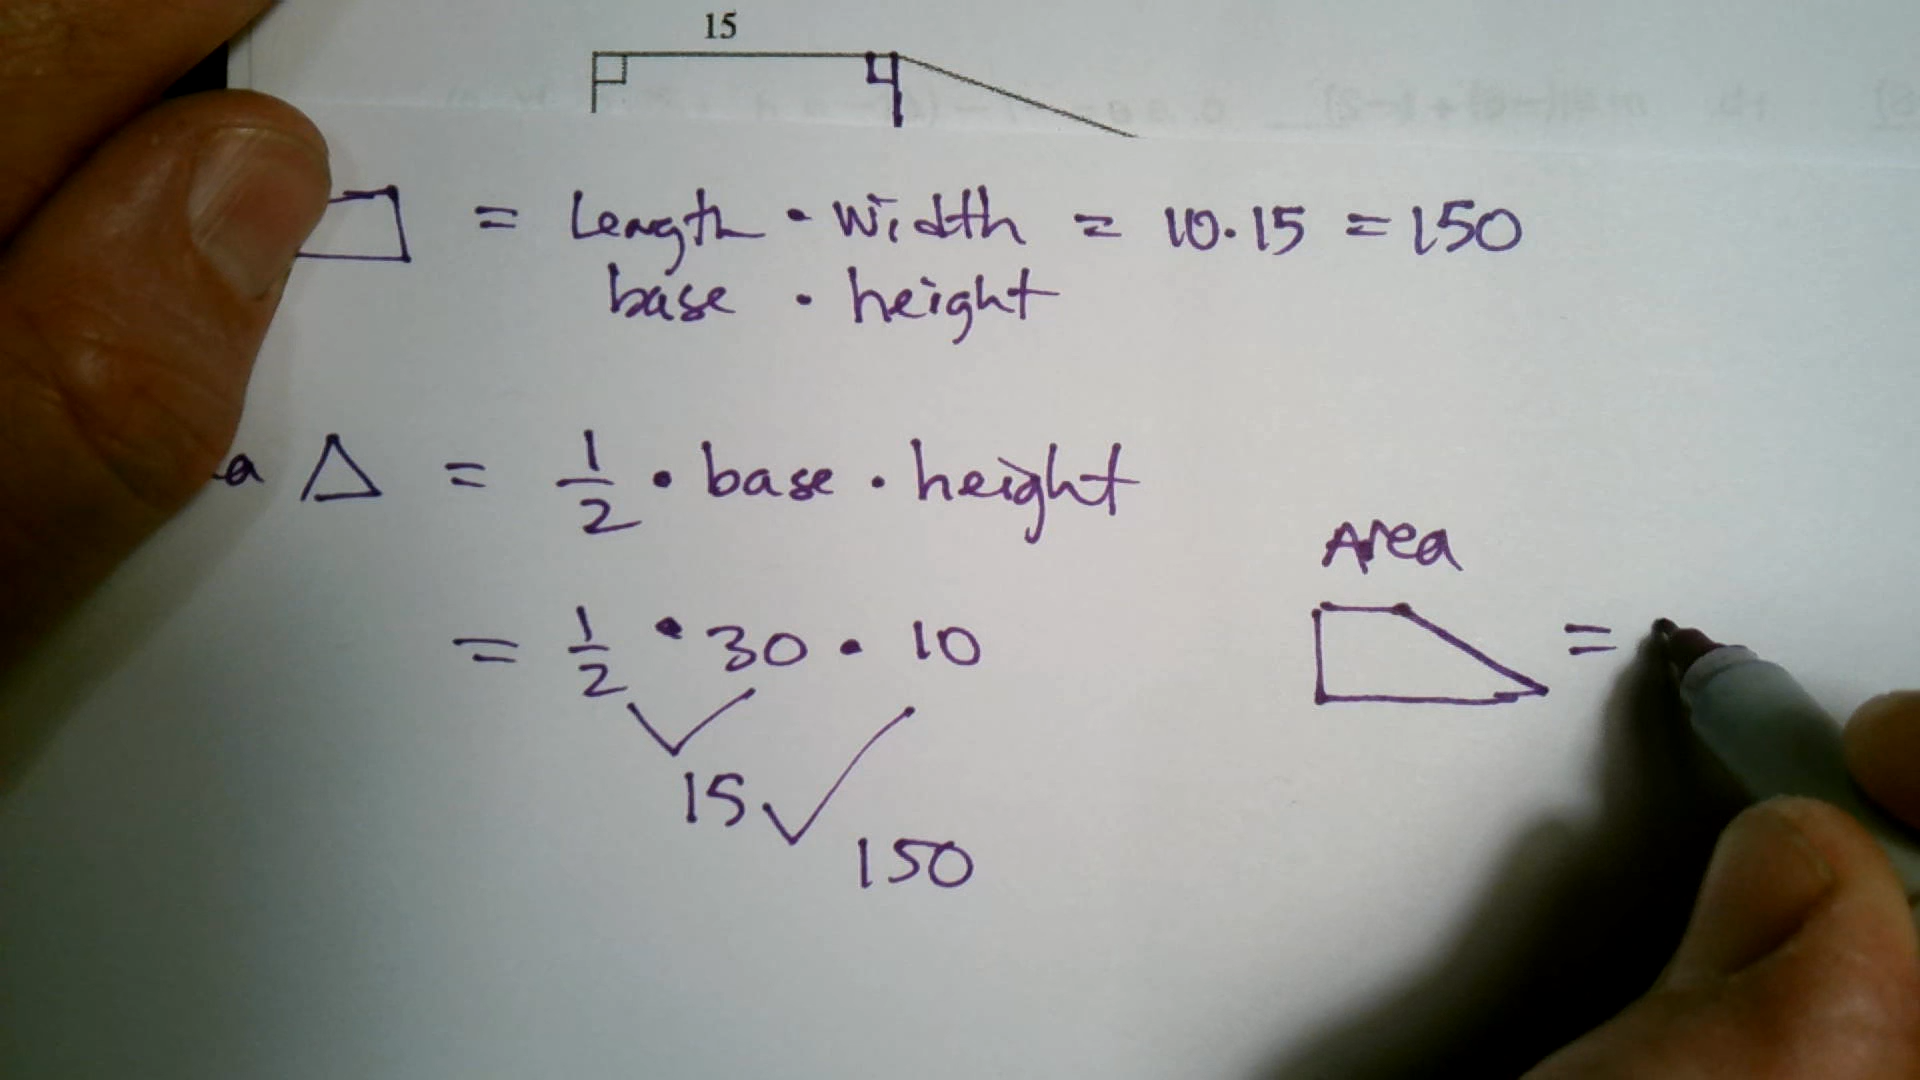 15
= Length · Width = 10.15 = 150
base · height
a △ = 1/2 · base · height
Area
= 1/2 · 30 · 10
=
15
150